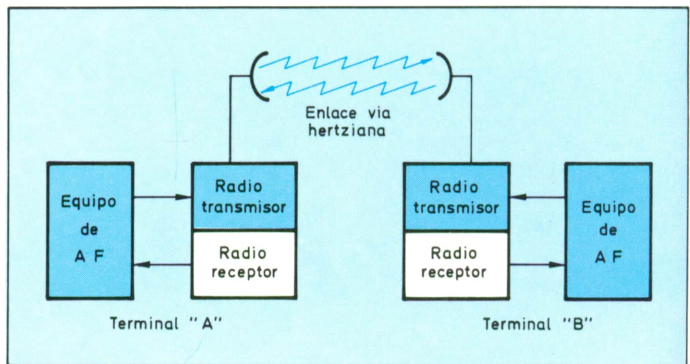 Enlace via
hertziana
Equipo
de
A F
Radio
transmisor
Radio
receptor
Terminal "A"
Radio
transmisor
Radio
receptor
Equipo
de
A F
Terminal "B"